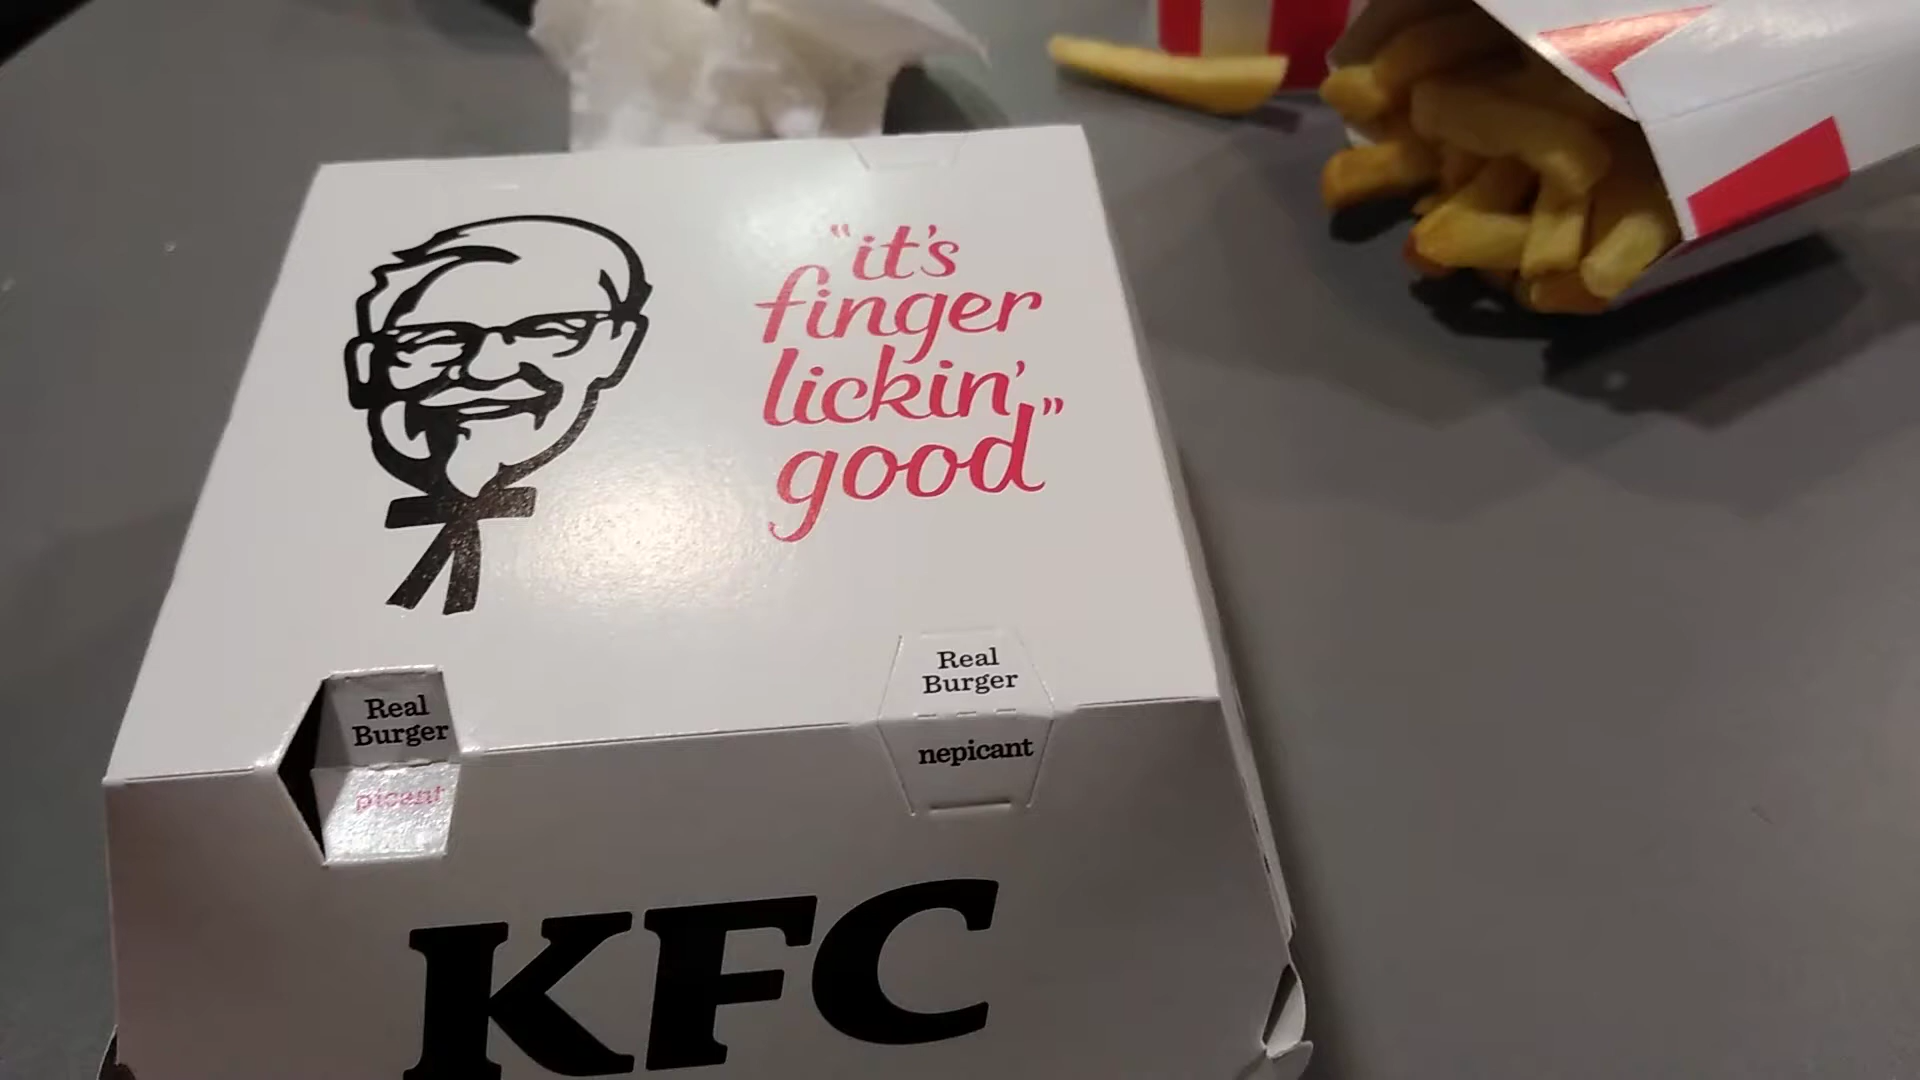 “it’s
finger
lickin’
good”
Real
Burger
picant
Real
Burger
nepicant
KFC